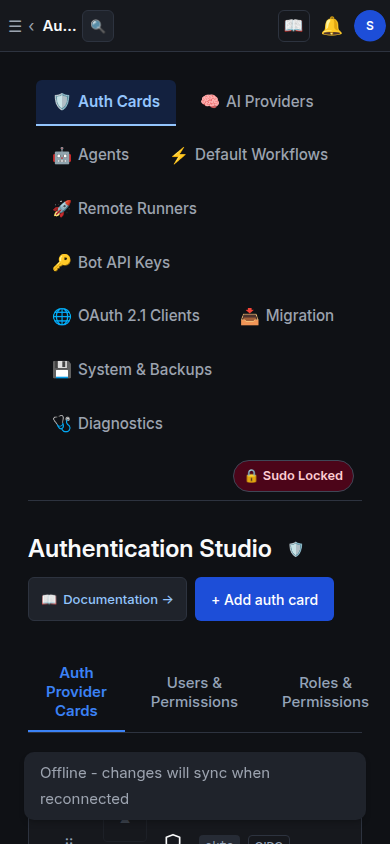 Au...
S
Auth Cards
AI Providers
Agents
Default Workflows
Remote Runners
Bot API Keys
OAuth 2.1 Clients
Migration
System & Backups
Diagnostics
Sudo Locked
Authentication Studio
Documentation →
+ Add auth card
Auth
Provider
Cards
Users &
Permissions
Roles &
Permissions
Offline - changes will sync when
reconnected